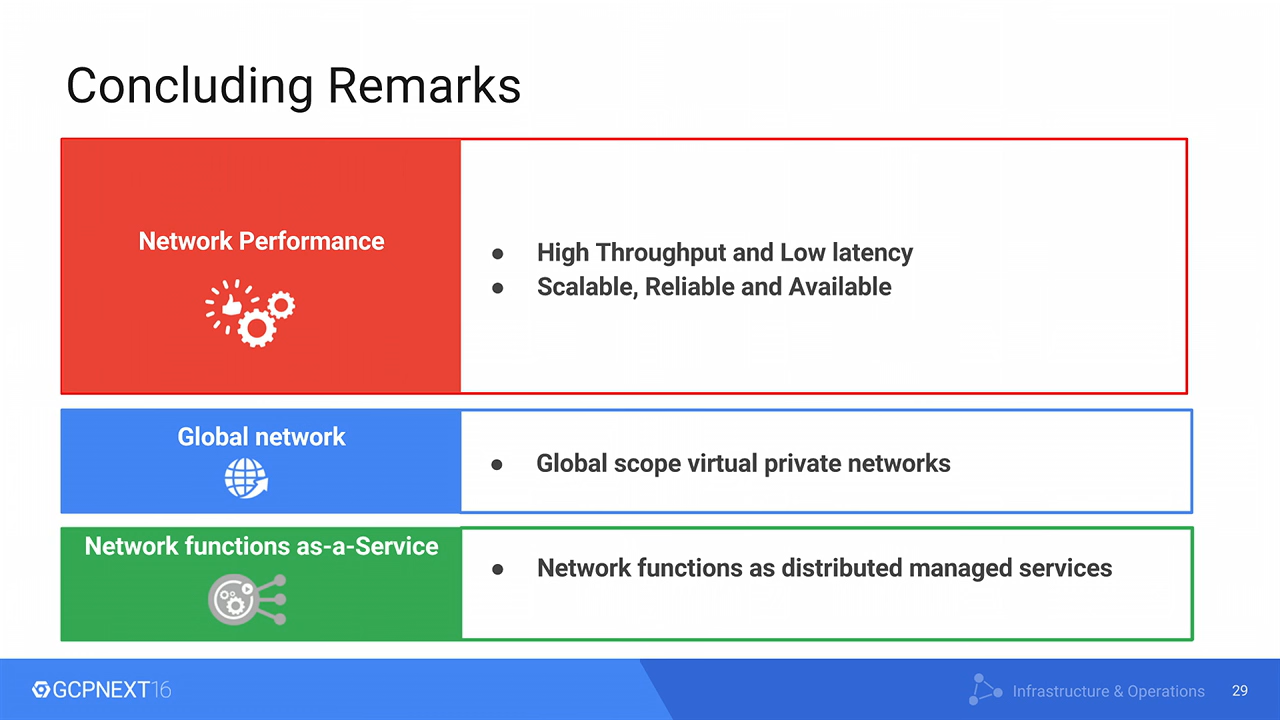 Concluding Remarks
Network Performance
● High Throughput and Low latency
● Scalable, Reliable and Available
Global network
● Global scope virtual private networks
Network functions as-a-Service
● Network functions as distributed managed services
GCPNEXT16
Infrastructure & Operations 29